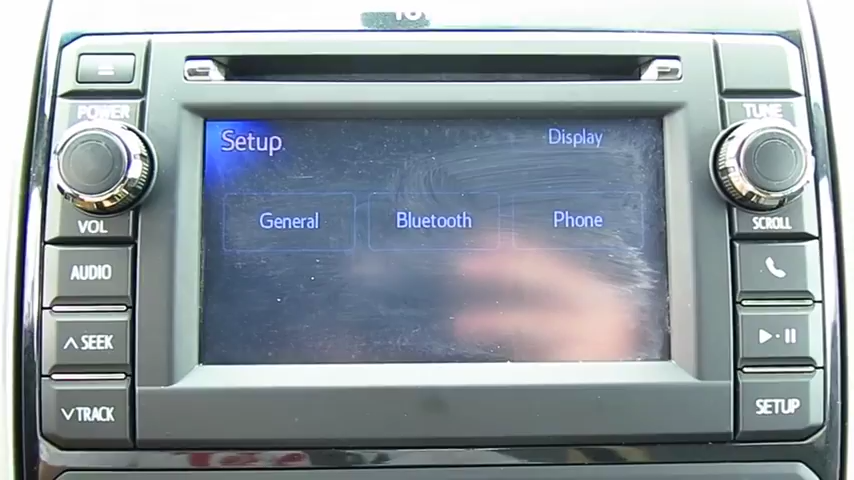 POWER
VOL
AUDIO
∧ SEEK
∨ TRACK
Setup
Display
General
Bluetooth
Phone
TUNE
SCROLL
SETUP